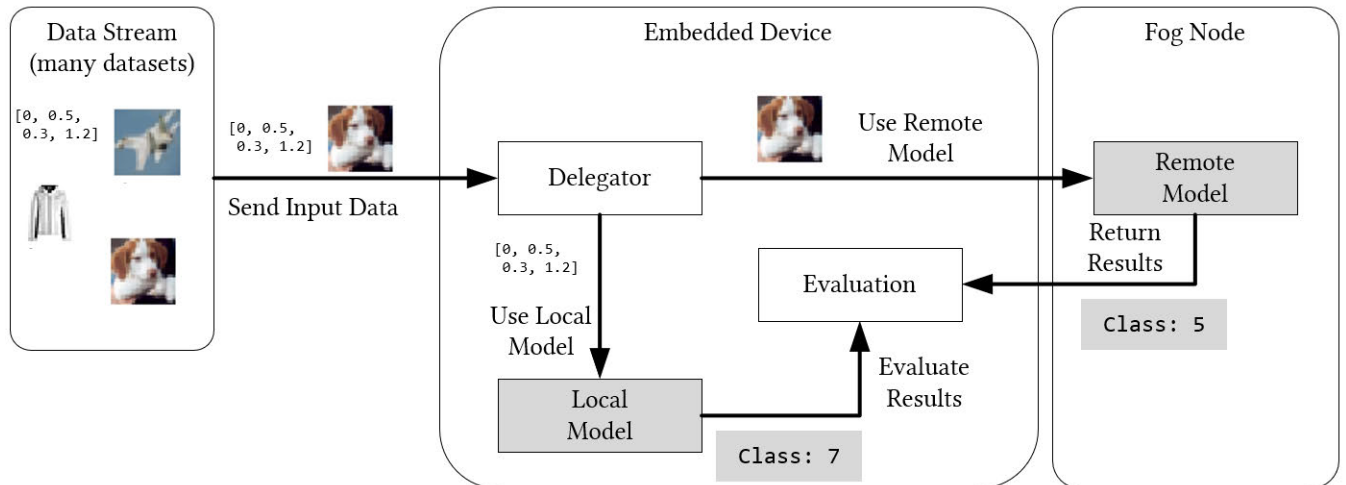 Data Stream
(many datasets)
[0, 0.5,
0.3, 1.2]
[0, 0.5,
0.3, 1.2]
Send Input Data
Embedded Device
Delegator
Use Remote
Model
[0, 0.5,
0.3, 1.2]
Use Local
Model
Local
Model
Class: 7
Evaluate
Results
Evaluation
Fog Node
Remote
Model
Return
Results
Class: 5